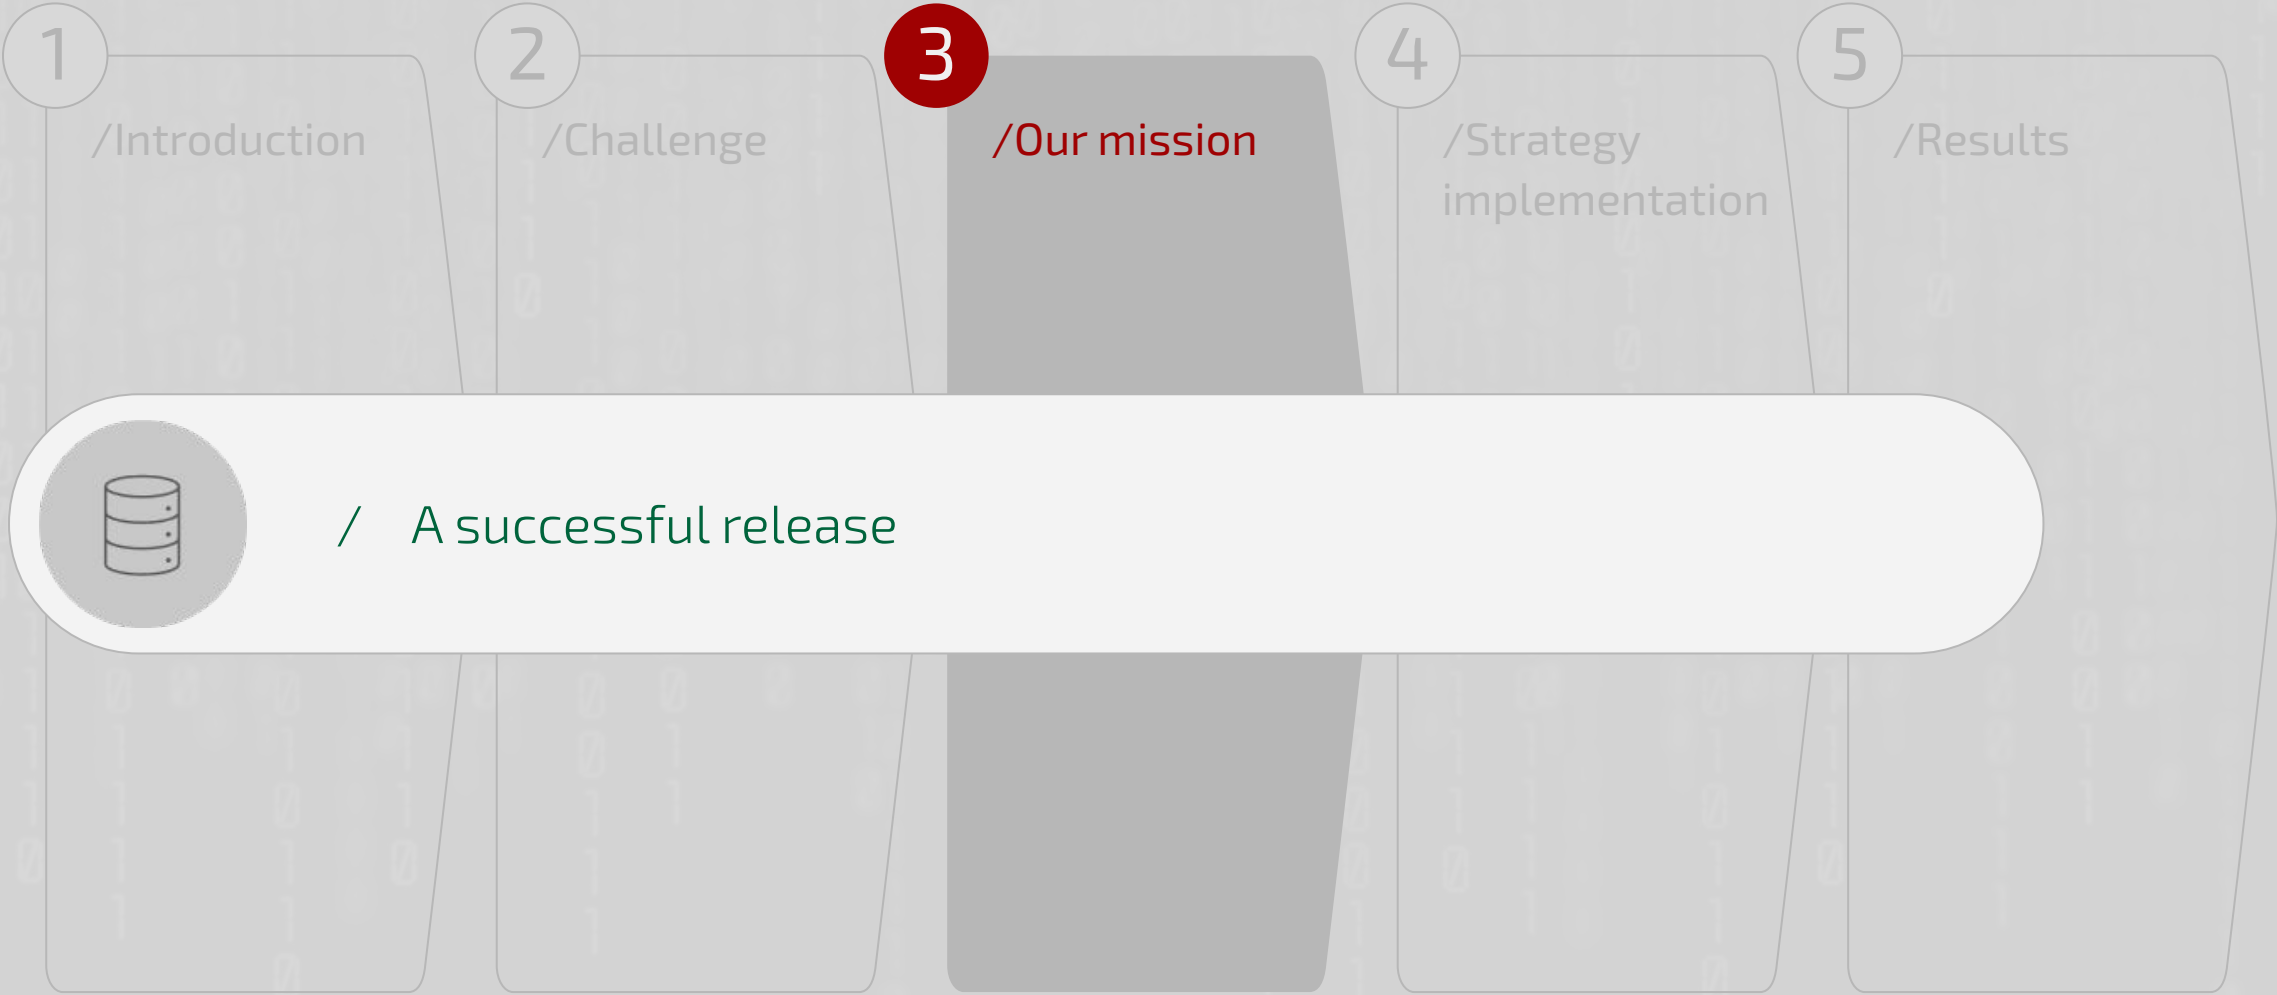 1
/Introduction
2
/Challenge
3
/Our mission
4
/Strategy
implementation
5
/Results
/ A successful release